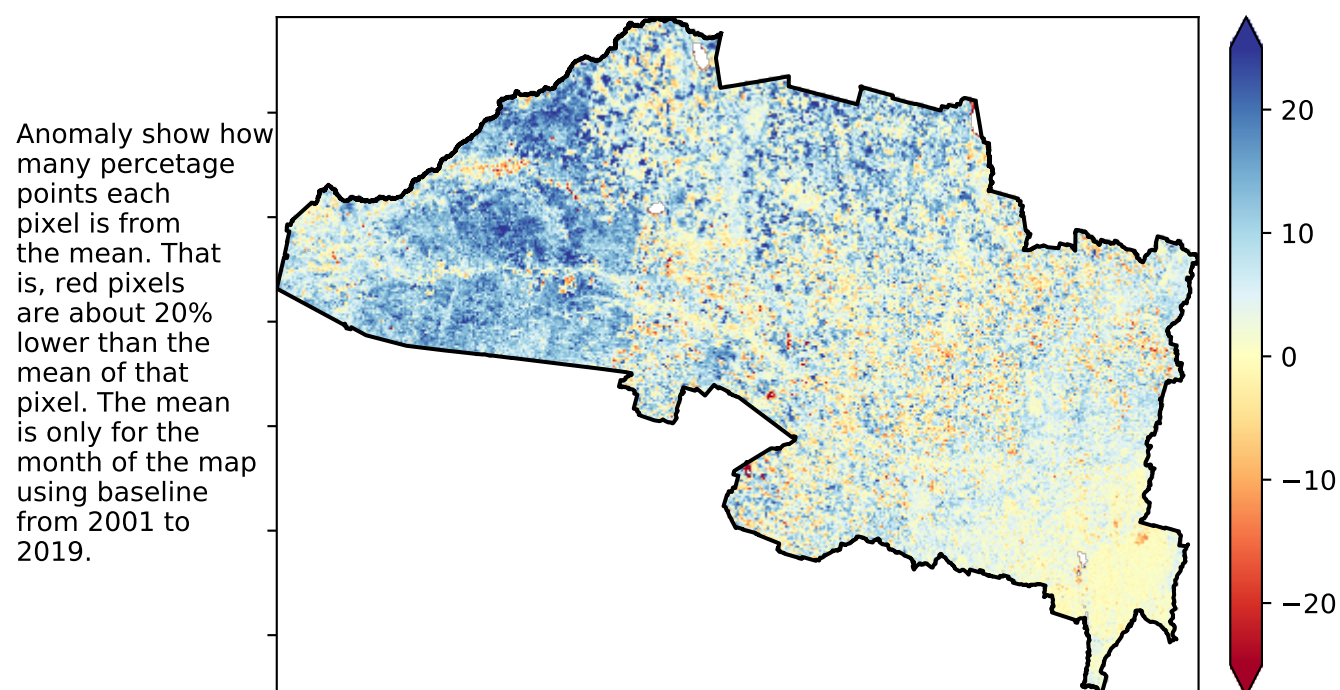 Anomaly show how
many percetage
points each
pixel is from
the mean. That
is, red pixels
are about 20%
lower than the
mean of that
pixel. The mean
is only for the
month of the map
using baseline
from 2001 to
2019.
20
10
0
−10
−20